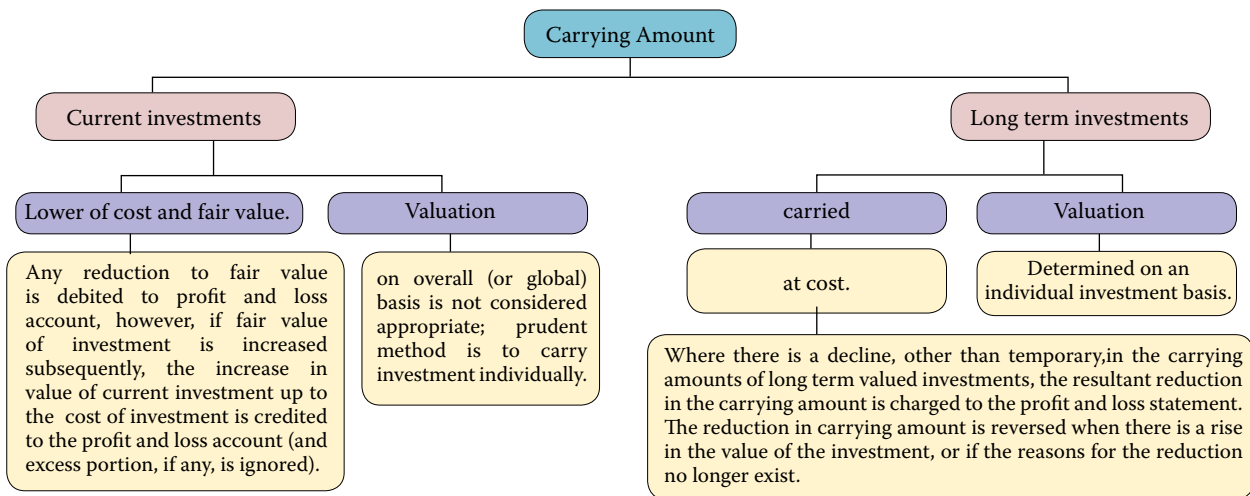 Carrying Amount
Current investments
Long term investments
Lower of cost and fair value.
Valuation
carried
Valuation
Any reduction to fair value
is debited to profit and loss
account, however, if fair value
of investment is increased
subsequently, the increase in
value of current investment up to
the cost of investment is credited
to the profit and loss account (and
excess portion, if any, is ignored).
on overall (or global)
basis is not considered
appropriate; prudent
method is to carry
investment individually.
at cost.
Determined on an
individual investment basis.
Where there is a decline, other than temporary,in the carrying
amounts of long term valued investments, the resultant reduction
in the carrying amount is charged to the profit and loss statement.
The reduction in carrying amount is reversed when there is a rise
in the value of the investment, or if the reasons for the reduction
no longer exist.